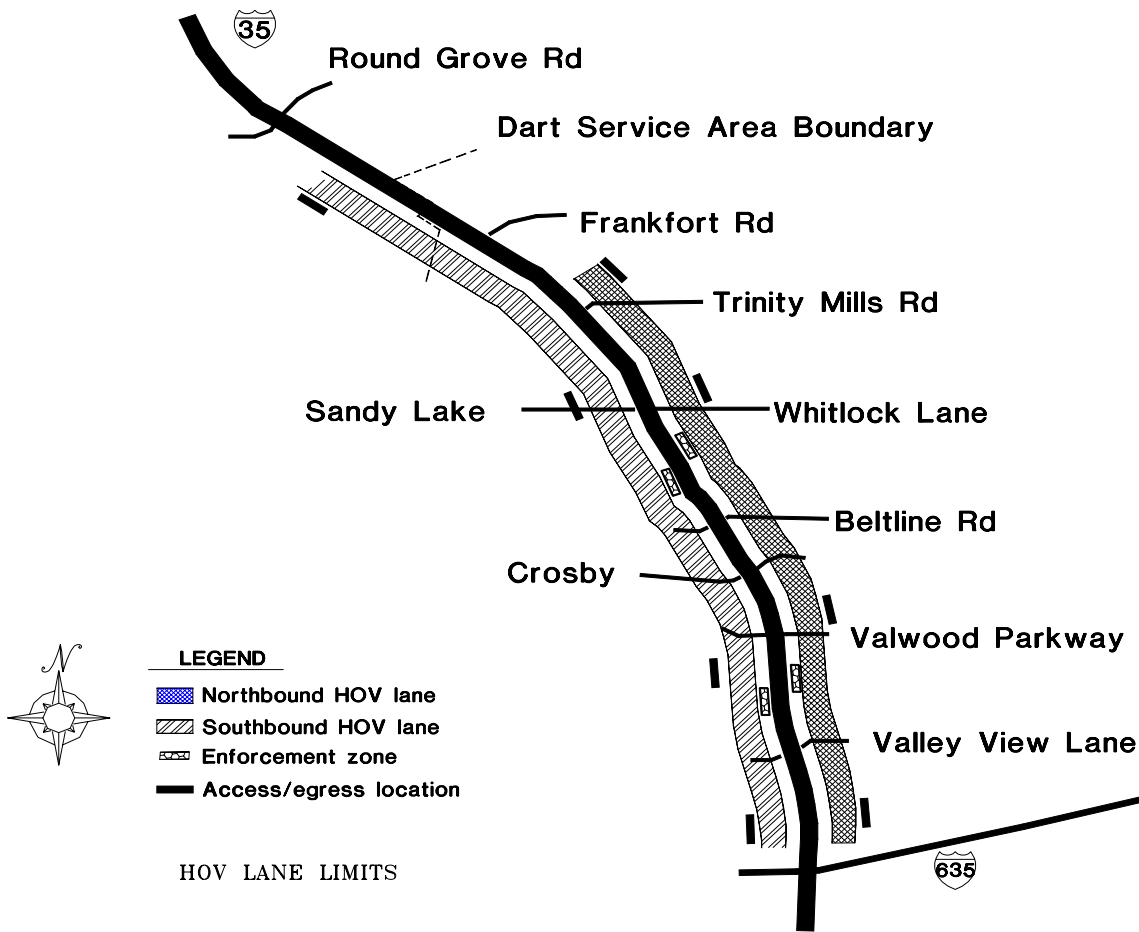 35
Round Grove Rd
Dart Service Area Boundary
Frankfort Rd
Trinity Mills Rd
Sandy Lake
Whitlock Lane
Beltline Rd
Crosby
Valwood Parkway
N
LEGEND
Northbound HOV lane
Southbound HOV lane
Enforcement zone
Access/egress location
Valley View Lane
HOV LANE LIMITS
635